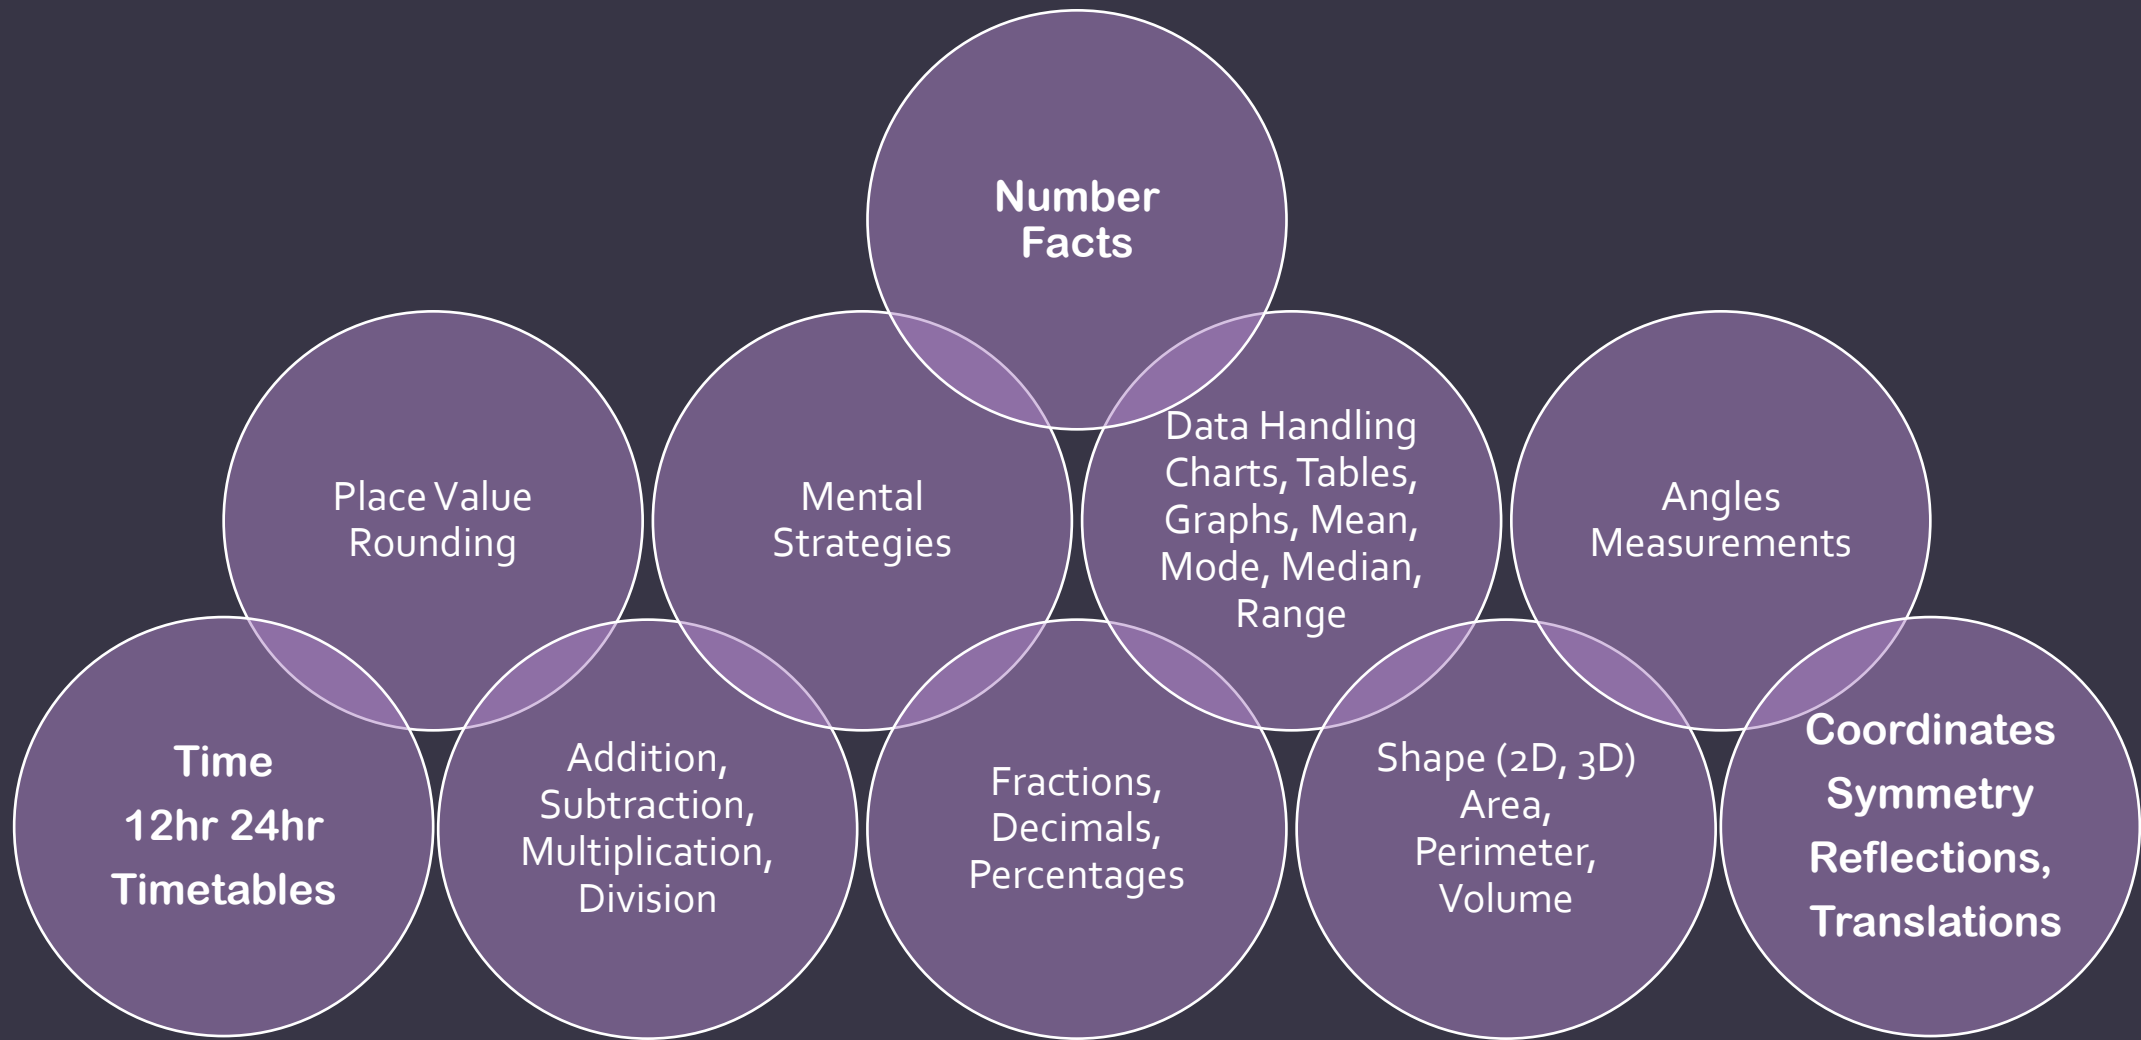 Number
Facts
Place Value
Rounding
Mental
Strategies
Data Handling
Charts, Tables,
Graphs, Mean,
Mode, Median,
Range
Angles
Measurements
Time
12hr 24hr
Timetables
Addition,
Subtraction,
Multiplication,
Division
Fractions,
Decimals,
Percentages
Shape (2D, 3D)
Area,
Perimeter,
Volume
Coordinates
Symmetry
Reflections,
Translations